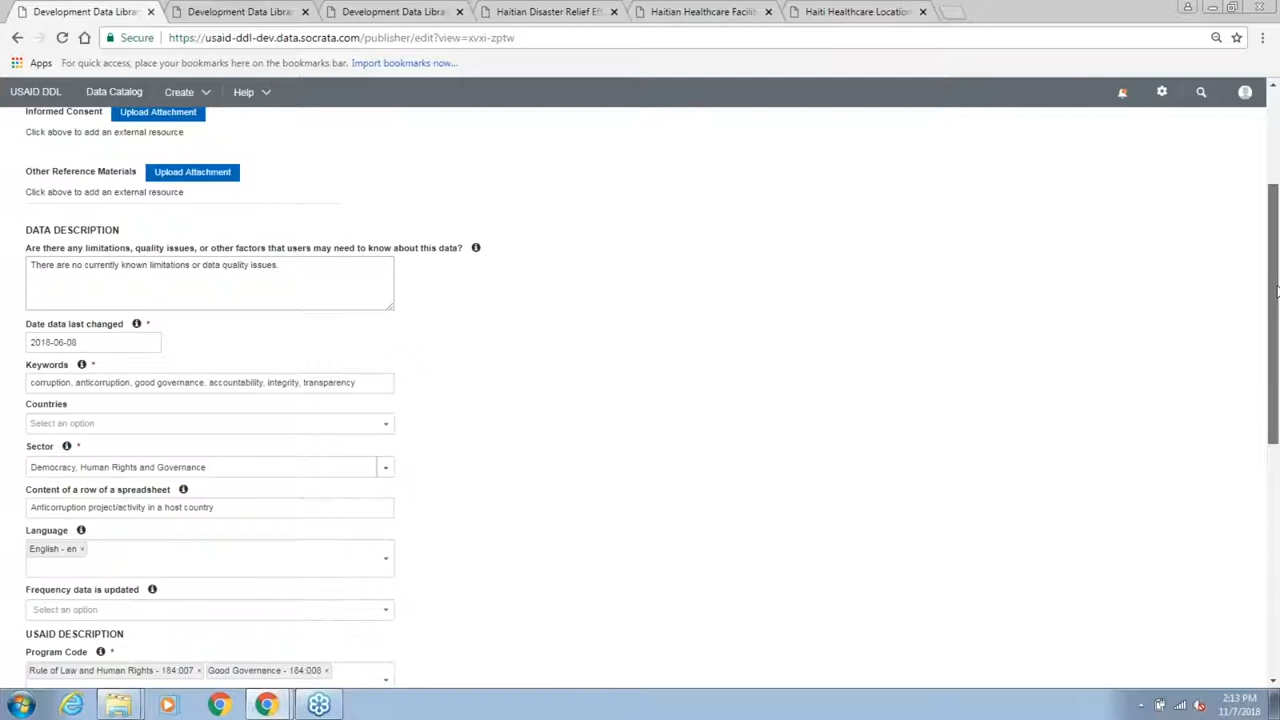 Development Data Librar × Development Data Librar × Development Data Librar × Haitian Disaster Relief Ef × Haitian Healthcare Facili × Haiti Healthcare Location ×
Secure https://usaid-ddl-dev.data.socrata.com/publisher/edit?view=xvxi-zptw
Apps For quick access, place your bookmarks here on the bookmarks bar. Import bookmarks now...
USAID DDL Data Catalog Create Help
Informed Consent Upload Attachment
Click above to add an external resource
Other Reference Materials Upload Attachment
Click above to add an external resource
DATA DESCRIPTION
Are there any limitations, quality issues, or other factors that users may need to know about this data?
There are no currently known limitations or data quality issues.
Date data last changed *
2018-06-08
Keywords *
corruption, anticorruption, good governance, accountability, integrity, transparency
Countries
Select an option
Sector *
Democracy, Human Rights and Governance
Content of a row of a spreadsheet
Anticorruption project/activity in a host country
Language
English - en ×
Frequency data is updated
Select an option
USAID DESCRIPTION
Program Code *
Rule of Law and Human Rights - 184:007 × Good Governance - 184:008 ×
2:13 PM
11/7/2018